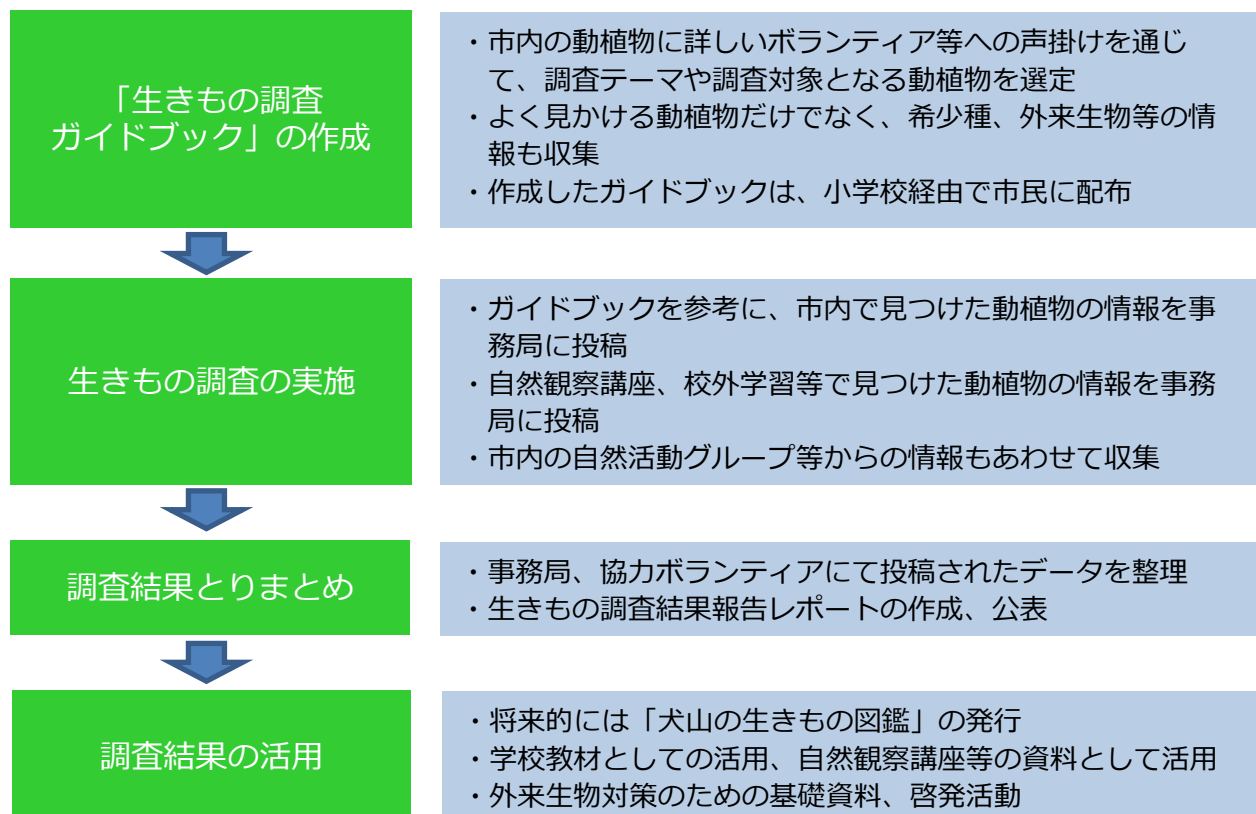 「生きもの調査
ガイドブック」の作成
・市内の動植物に詳しいボランティア等への声掛けを通じ
て、調査テーマや調査対象となる動植物を選定
・よく見かける動植物だけでなく、希少種、外来生物等の情
報も収集
・作成したガイドブックは、小学校経由で市民に配布
生きもの調査の実施
・ガイドブックを参考に、市内で見つけた動植物の情報を事
務局に投稿
・自然観察講座、校外学習等で見つけた動植物の情報を事務
局に投稿
・市内の自然活動グループ等からの情報もあわせて収集
調査結果とりまとめ
・事務局、協力ボランティアにて投稿されたデータを整理
・生きもの調査結果報告レポートの作成、公表
調査結果の活用
・将来的には「犬山の生きもの図鑑」の発行
・学校教材としての活用、自然観察講座等の資料として活用
・外来生物対策のための基礎資料、啓発活動